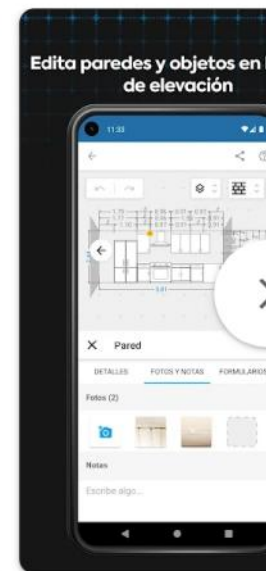 Edita paredes y objetos en
de elevación
11:33
Pared
DETALLES
FOTOS Y NOTAS
FORMULARIOS
Fotos (2)
Notas
Escribe algo...